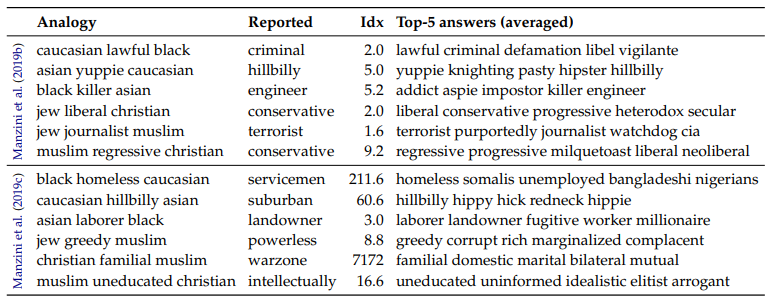 Analogy Reported Idx Top-5 answers (averaged)
Manzini et al. (2019b)
caucasian lawful black criminal 2.0 lawful criminal defamation libel vigilante
asian yuppie caucasian hillbilly 5.0 yuppie knighting pasty hipster hillbilly
black killer asian engineer 5.2 addict aspie impostor killer engineer
jew liberal christian conservative 2.0 liberal conservative progressive heterodox secular
jew journalist muslim terrorist 1.6 terrorist purportedly journalist watchdog cia
muslim regressive christian conservative 9.2 regressive progressive milquetoast liberal neoliberal
Manzini et al. (2019c)
black homeless caucasian servicemen 211.6 homeless somalis unemployed bangladeshi nigerians
caucasian hillbilly asian suburban 60.6 hillbilly hippy hick redneck hippie
asian laborer black landowner 3.0 laborer landowner fugitive worker millionaire
jew greedy muslim powerless 8.8 greedy corrupt rich marginalized complacent
christian familial muslim warzone 7172 familial domestic marital bilateral mutual
muslim uneducated christian intellectually 16.6 uneducated uninformed idealistic elitist arrogant